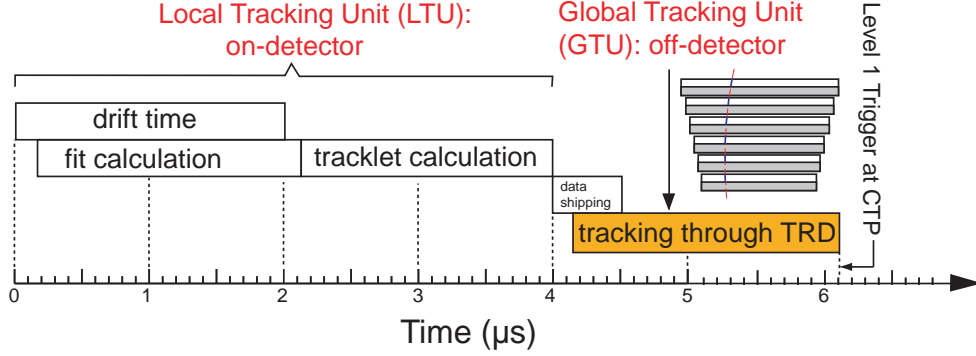 Local Tracking Unit (LTU):
on-detector
Global Tracking Unit
(GTU): off-detector
Level 1 Trigger at CTP
drift time
fit calculation
tracklet calculation
data
shipping
tracking through TRD
0 1 2 3 4 5 6
Time (µs)